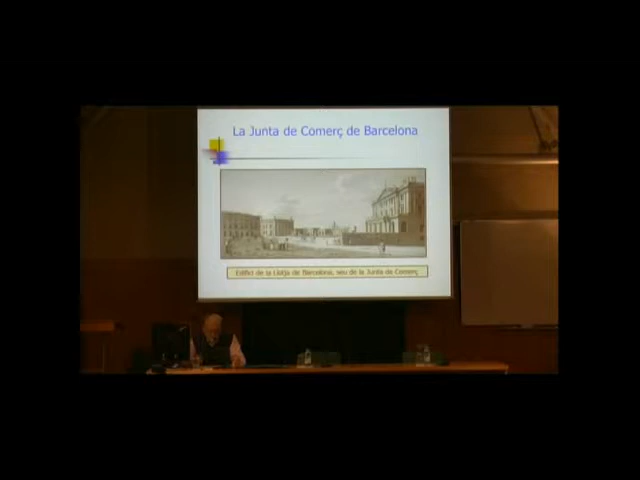 La Junta de Comerç de Barcelona
Edifici de la Llotja de Barcelona, seu de la Junta de Comerç